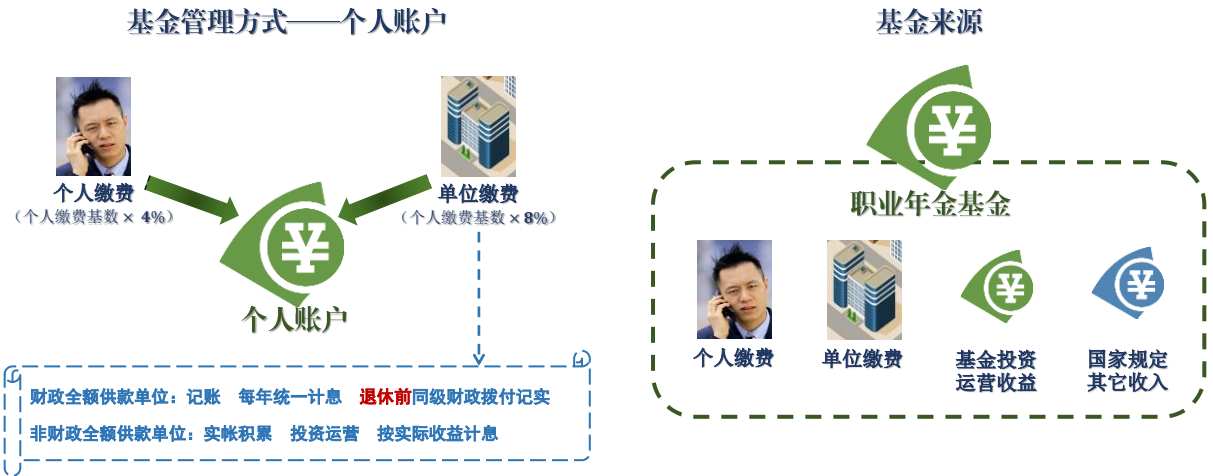 基金管理方式——个人账户
个人缴费
（个人缴费基数× 4%）
单位缴费
（个人缴费基数×8%）
¥
个人账户
财政全额供款单位：记账 每年统一计息 退休前同级财政拨付记实
非财政全额供款单位：实帐积累 投资运营 按实际收益计息
基金来源
¥
职业年金基金
个人缴费
单位缴费
¥
基金投资
运营收益
¥
国家规定
其它收入